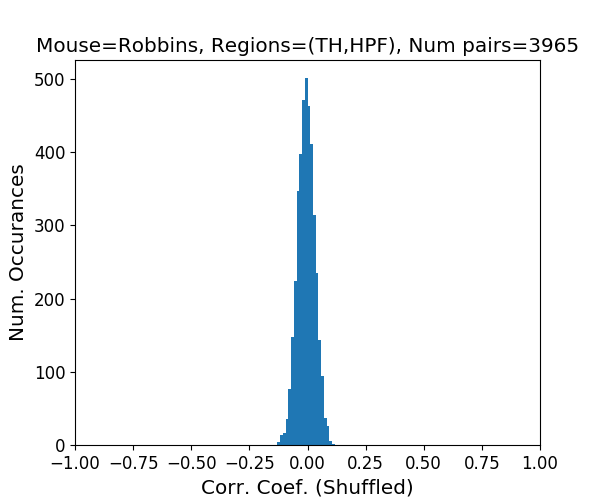 Mouse=Robbins, Regions=(TH,HPF), Num pairs=3965
500
400
300
200
100
0
Num. Occurances
−1.00 −0.75 −0.50 −0.25 0.00 0.25 0.50 0.75 1.00
Corr. Coef. (Shuffled)